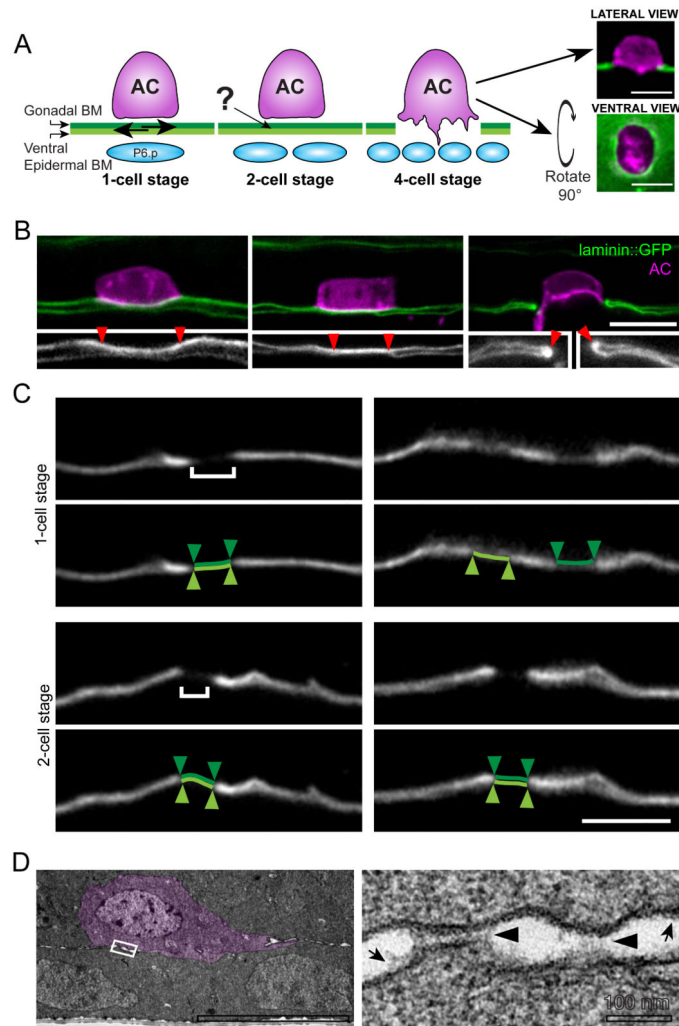 A
LATERAL VIEW
AC
AC
AC
?
Gonadal BM
Ventral
Epidermal BM
P6.p
1-cell stage
2-cell stage
4-cell stage
Rotate
90°
VENTRAL VIEW
B
laminin::GFP
AC
C
1-cell stage
2-cell stage
D
100 nm